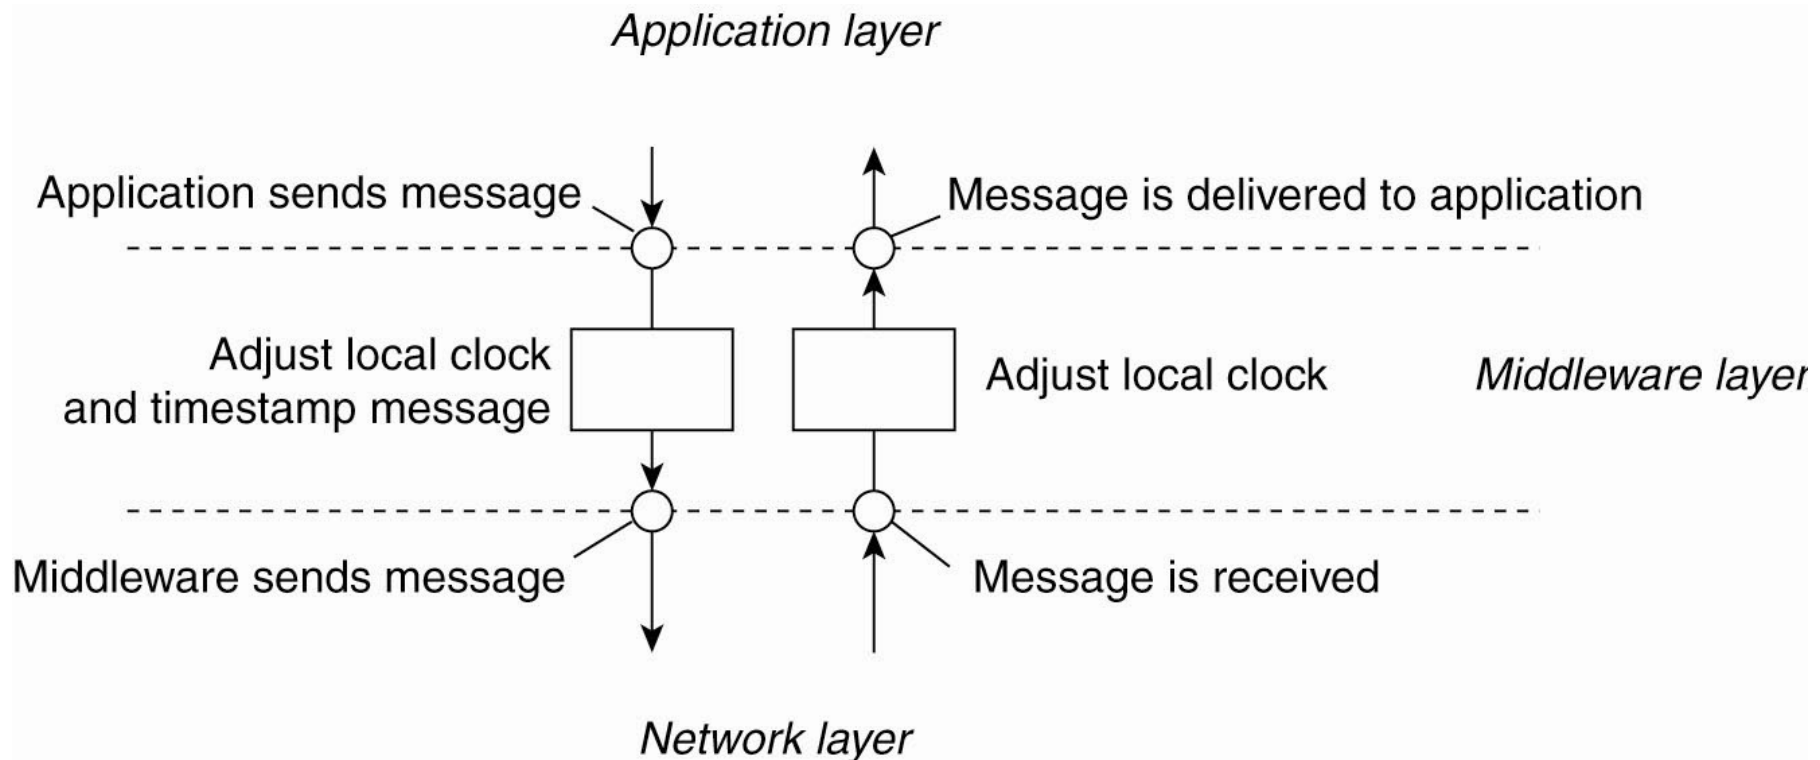 Application layer
Application sends message
Message is delivered to application
Adjust local clock
and timestamp message
Adjust local clock
Middleware layer
Middleware sends message
Message is received
Network layer